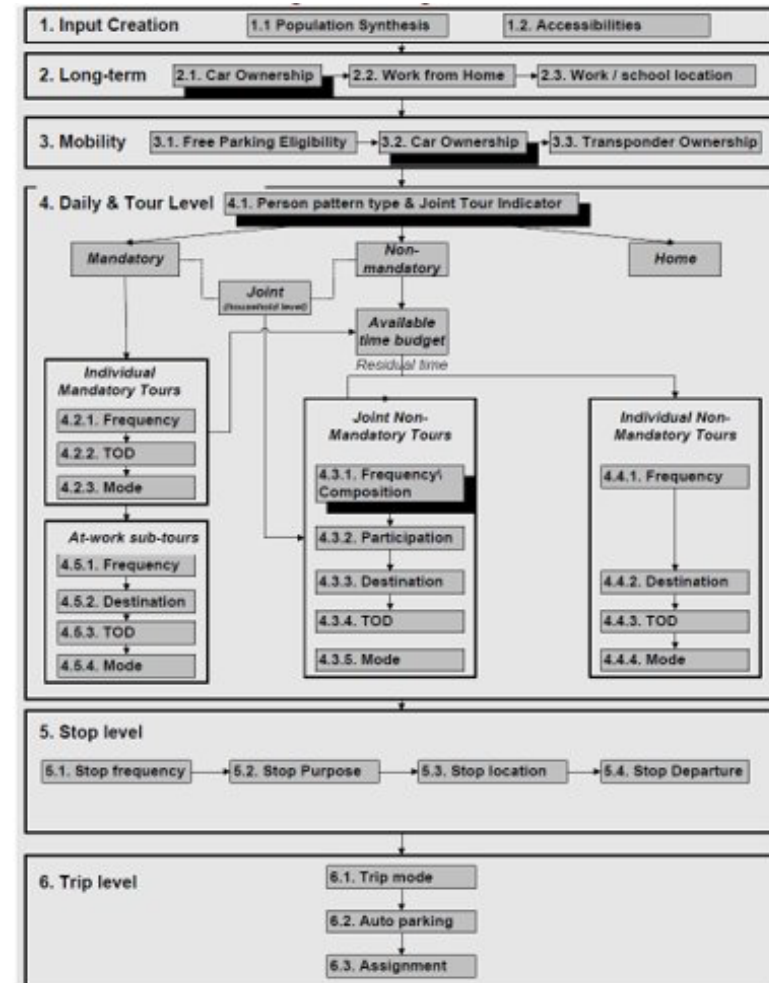 1. Input Creation
1.1 Population Synthesis
1.2. Accessibilities
2. Long-term
2.1. Car Ownership
2.2. Work from Home
2.3. Work / school location
3. Mobility
3.1. Free Parking Eligibility
3.2. Car Ownership
3.3. Transponder Ownership
4. Daily & Tour Level
4.1. Person pattern type & Joint Tour Indicator
Mandatory
Non-
mandatory
Home
Joint
(household level)
Available
time budget
Residual time
Individual
Mandatory Tours
4.2.1. Frequency
4.2.2. TOD
4.2.3. Mode
At-work sub-tours
4.5.1. Frequency
4.5.2. Destination
4.5.3. TOD
4.5.4. Mode
Joint Non-
Mandatory Tours
4.3.1. Frequency\
Composition
4.3.2. Participation
4.3.3. Destination
4.3.4. TOD
4.3.5. Mode
Individual Non-
Mandatory Tours
4.4.1. Frequency
4.4.2. Destination
4.4.3. TOD
4.4.4. Mode
5. Stop level
5.1. Stop frequency
5.2. Stop Purpose
5.3. Stop location
5.4. Stop Departure
6. Trip level
6.1. Trip mode
6.2. Auto parking
6.3. Assignment